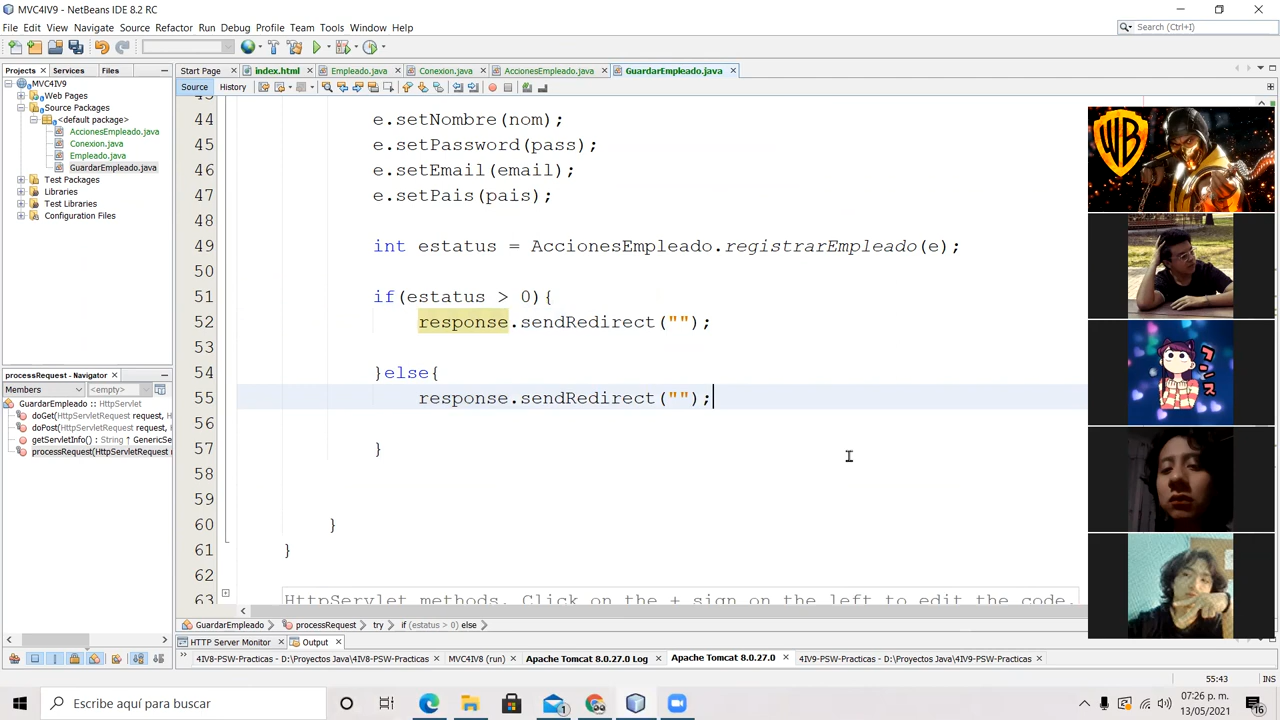 MVC4IV9 - NetBeans IDE 8.2 RC
File Edit View Navigate Source Refactor Run Debug Profile Team Tools Window Help
Search (Ctrl+I)
Projects Services Files
Start Page index.html Empleado.java Conexion.java AccionesEmpleado.java GuardarEmpleado.java
Source History
MVC4IV9
Web Pages
Source Packages
<default package>
AccionesEmpleado.java
Conexion.java
Empleado.java
GuardarEmpleado.java
Test Packages
Libraries
Test Libraries
Configuration Files
44 e.setNombre(nom);
45 e.setPassword(pass);
46 e.setEmail(email);
47 e.setPais(pais);
48
49 int estatus = AccionesEmpleado.registrarEmpleado(e);
50
51 if(estatus > 0){
52 response.sendRedirect("");
53
54 }else{
55 response.sendRedirect("");
56
57 }
58
59
60 }
61 }
62
63 HttpServlet methods. Click on the + sign on the left to edit the code.
processRequest - Navigator
Members <empty>
GuardarEmpleado :: HttpServlet
doGet(HttpServletRequest request,
doPost(HttpServletRequest request,
getServletInfo() : String ↑ GenericSe
processRequest(HttpServletRequest
WB
GuardarEmpleado processRequest try if (estatus > 0) else
HTTP Server Monitor Output
4IV8-PSW-Practicas - D:\Proyectos Java\4IV8-PSW-Practicas MVC4IV8 (run) Apache Tomcat 8.0.27.0 Log Apache Tomcat 8.0.27.0 4IV9-PSW-Practicas - D:\Proyectos Java\4IV9-PSW-Practicas
55:43 INS
Escribe aquí para buscar
1
07:26 p. m.
13/05/2021
16